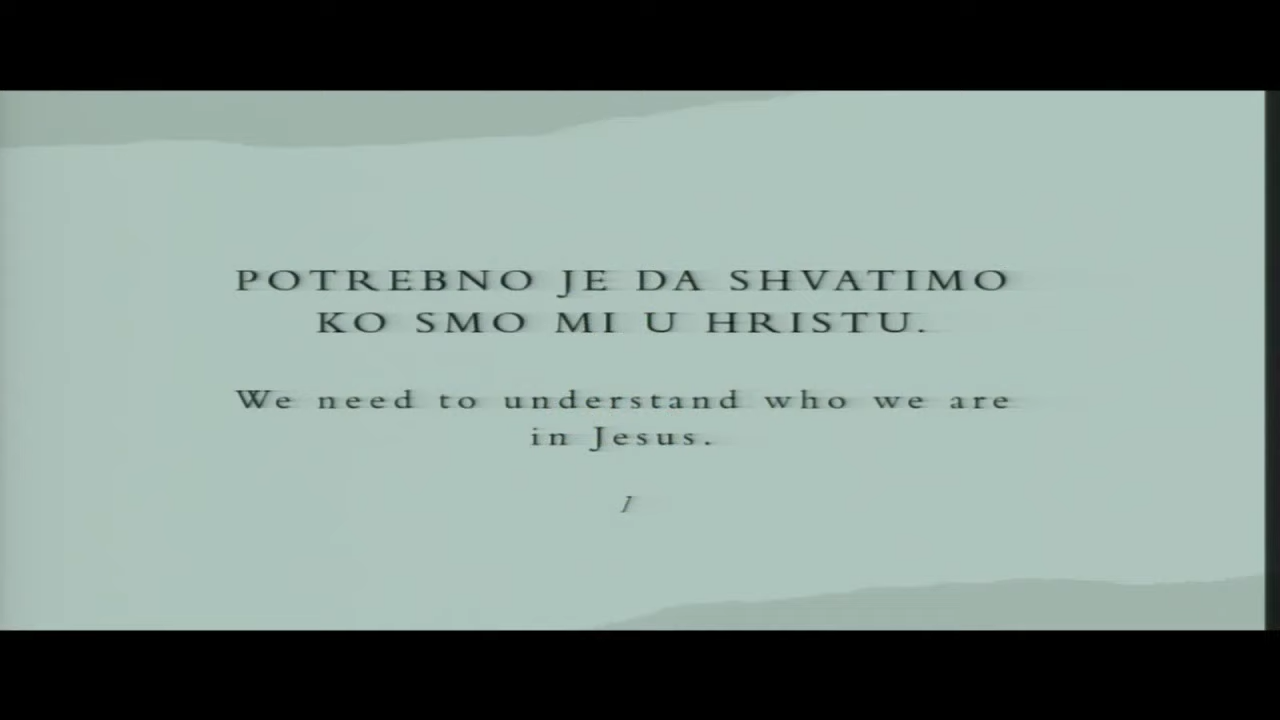 POTREBNO JE DA SHVATIMO
KO SMO MI U HRISTU.
We need to understand who we are
in Jesus.
I